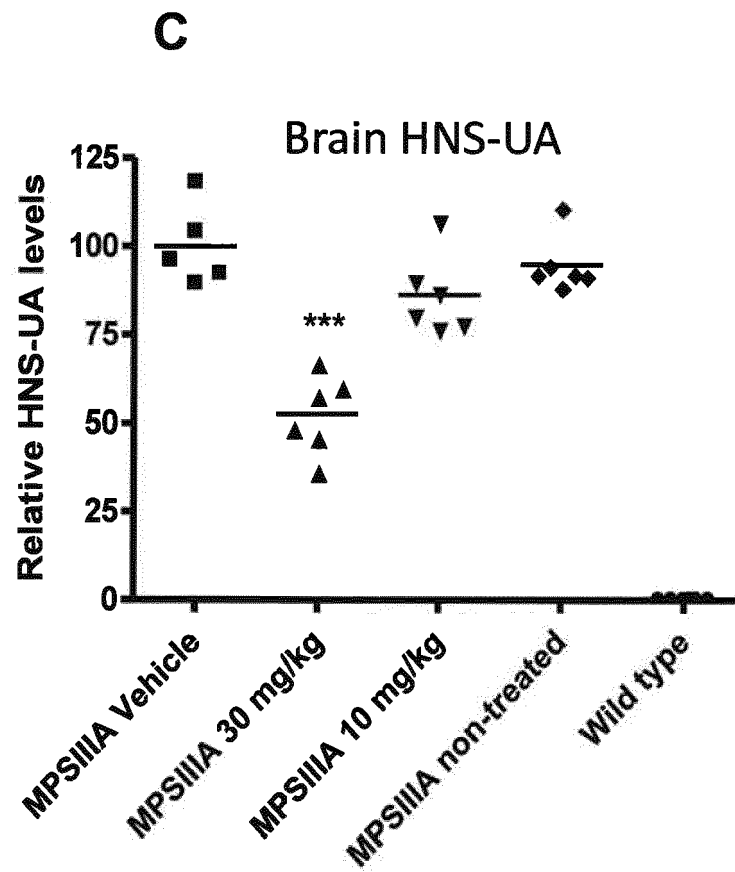 C
Brain HNS-UA
Relative HNS-UA levels
125
100
75
50
25
0
***
MPSIIIA Vehicle
MPSIIIA 30 mg/kg
MPSIIIA 10 mg/kg
MPSIIIA non-treated
Wild type